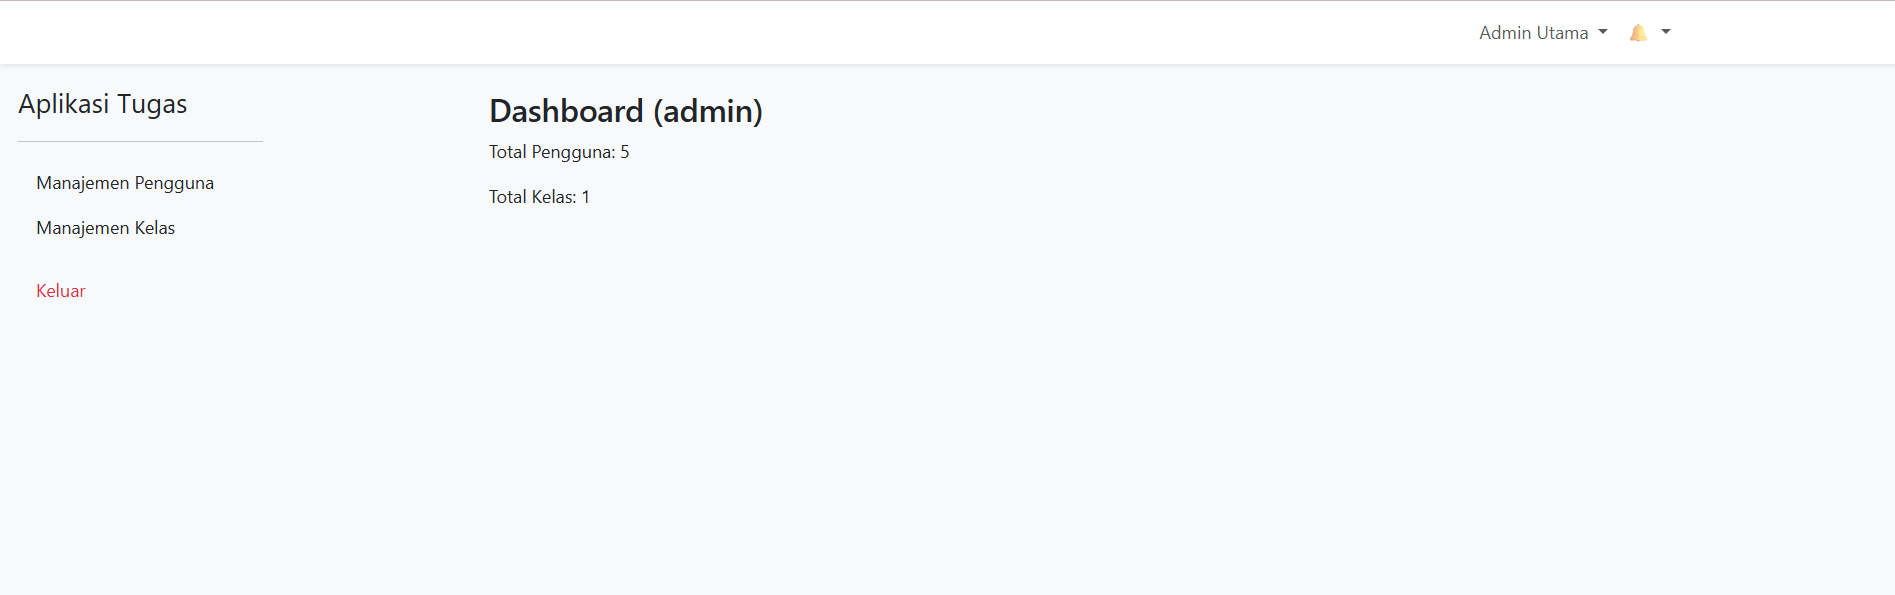 Admin Utama
Aplikasi Tugas
Manajemen Pengguna
Manajemen Kelas
Keluar
Dashboard (admin)
Total Pengguna: 5
Total Kelas: 1